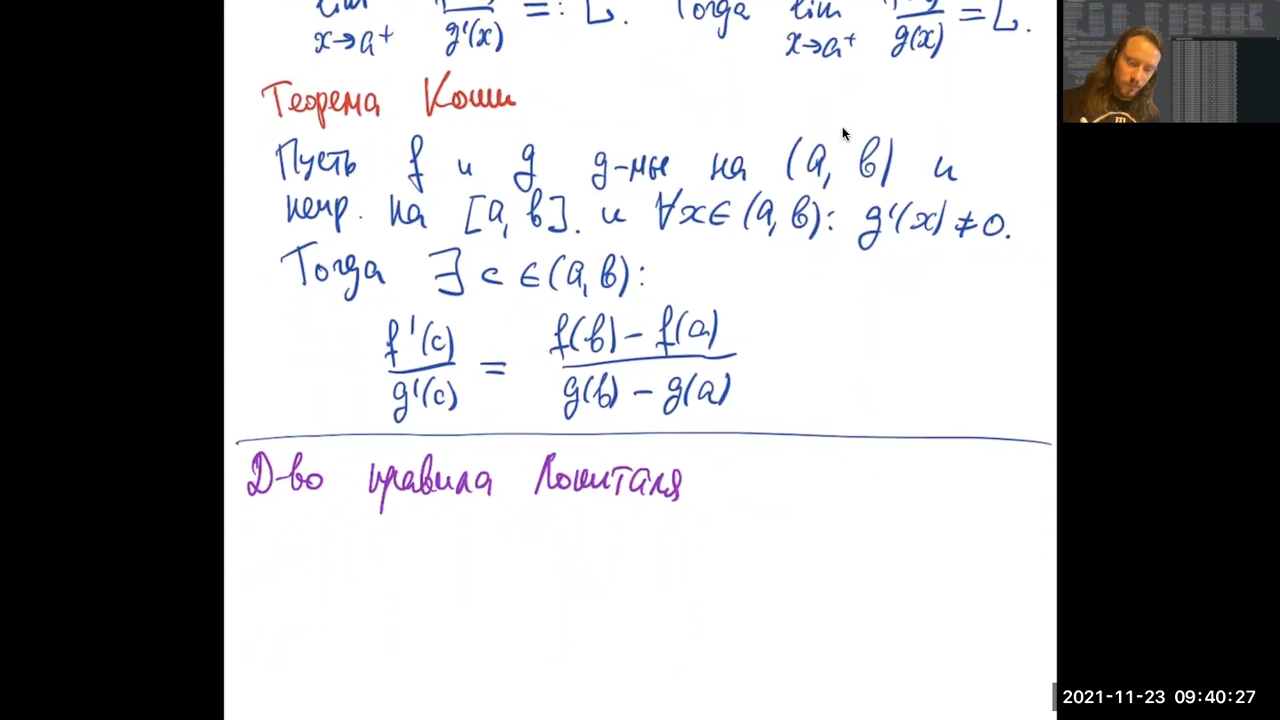 lim x→a⁺ g'(x) =: L. Тогда lim x→a⁺ g(x) = L.
Теорема Коши
Пусть f и g д-мы на (a, b) и
непр. на [a, b]. и ∀x∈(a, b): g'(x) ≠ 0.
Тогда ∃ c ∈(a, b):
f'(c)/g'(c) = (f(b) – f(a))/(g(b) – g(a))
Д-во правила Лопиталя
2021-11-23 09:40:27